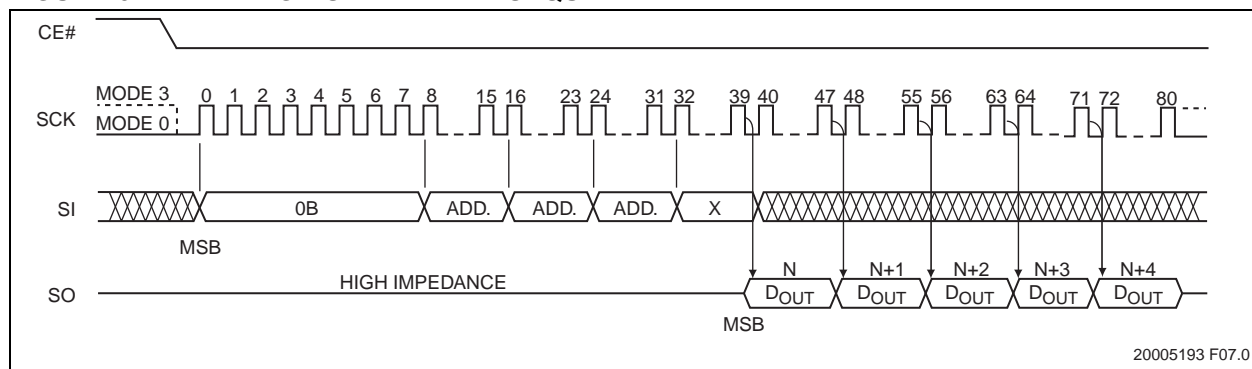 CE#
MODE 3
MODE 0
SCK
0 1 2 3 4 5 6 7 8 15 16 23 24 31 32 39 40 47 48 55 56 63 64 71 72 80
SI
0B ADD. ADD. ADD. X
MSB
SO
HIGH IMPEDANCE
N N+1 N+2 N+3 N+4
DOUT DOUT DOUT DOUT DOUT
MSB
20005193 F07.0